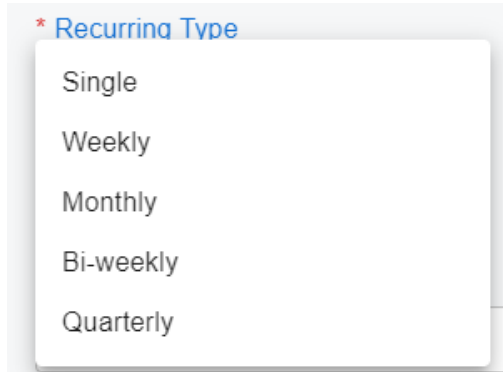 * Recurring Type
Single
Weekly
Monthly
Bi-weekly
Quarterly